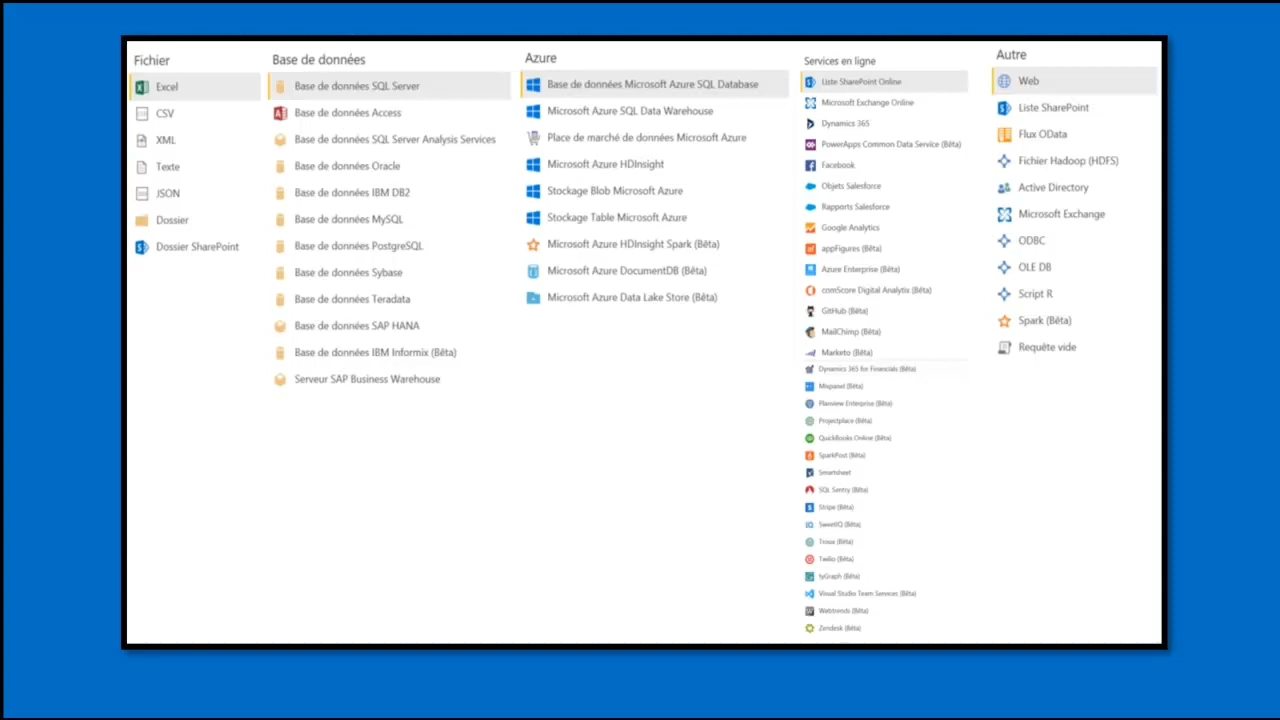 Fichier
Excel
CSV
XML
Texte
JSON
Dossier
Dossier SharePoint
Base de données
Base de données SQL Server
Base de données Access
Base de données SQL Server Analysis Services
Base de données Oracle
Base de données IBM DB2
Base de données MySQL
Base de données PostgreSQL
Base de données Sybase
Base de données Teradata
Base de données SAP HANA
Base de données IBM Informix (Bêta)
Serveur SAP Business Warehouse
Azure
Base de données Microsoft Azure SQL Database
Microsoft Azure SQL Data Warehouse
Place de marché de données Microsoft Azure
Microsoft Azure HDInsight
Stockage Blob Microsoft Azure
Stockage Table Microsoft Azure
Microsoft Azure HDInsight Spark (Bêta)
Microsoft Azure DocumentDB (Bêta)
Microsoft Azure Data Lake Store (Bêta)
Services en ligne
Liste SharePoint Online
Microsoft Exchange Online
Dynamics 365
PowerApps Common Data Service (Bêta)
Facebook
Objets Salesforce
Rapports Salesforce
Google Analytics
appFigures (Bêta)
Azure Enterprise (Bêta)
comScore Digital Analytix (Bêta)
GitHub (Bêta)
MailChimp (Bêta)
Marketo (Bêta)
Dynamics 365 for Financials (Bêta)
Mixpanel (Bêta)
Planview Enterprise (Bêta)
Projectplace (Bêta)
QuickBooks Online (Bêta)
SparkPost (Bêta)
Smartsheet
SQL Sentry (Bêta)
Stripe (Bêta)
SweetIQ (Bêta)
Troux (Bêta)
Twilio (Bêta)
tyGraph (Bêta)
Visual Studio Team Services (Bêta)
Webtrends (Bêta)
Zendesk (Bêta)
Autre
Web
Liste SharePoint
Flux OData
Fichier Hadoop (HDFS)
Active Directory
Microsoft Exchange
ODBC
OLE DB
Script R
Spark (Bêta)
Requête vide